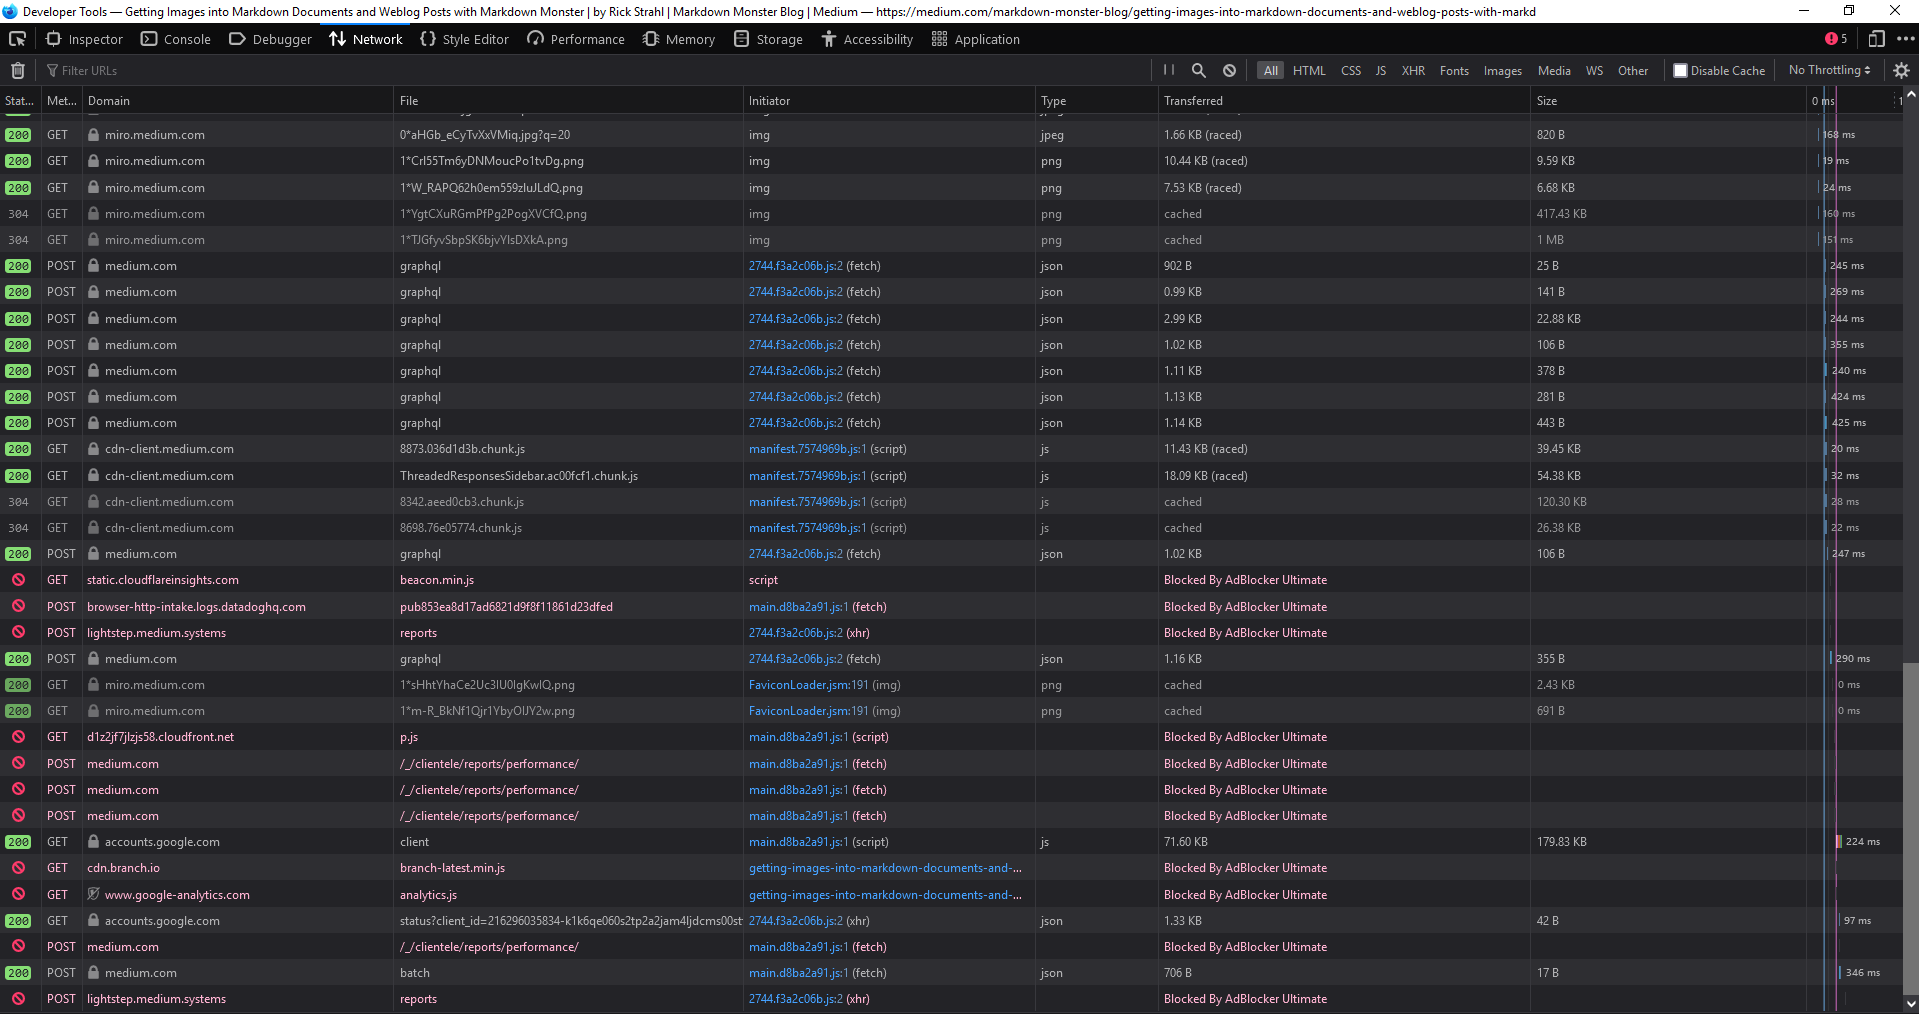 Developer Tools — Getting Images into Markdown Documents and Weblog Posts with Markdown Monster | by Rick Strahl | Markdown Monster Blog | Medium — https://medium.com/markdown-monster-blog/getting-images-into-markdown-documents-and-weblog-posts-with-markd
Inspector Console Debugger Network Style Editor Performance Memory Storage Accessibility Application 5
Filter URLs All HTML CSS JS XHR Fonts Images Media WS Other Disable Cache No Throttling
Stat... Met... Domain File Initiator Type Transferred Size 0 ms 1
200 GET miro.medium.com 0*aHGb_eCyTvXxVMiq.jpg?q=20 img jpeg 1.66 KB (raced) 820 B 168 ms
200 GET miro.medium.com 1*Crl55Tm6yDNMoucPo1tvDg.png img png 10.44 KB (raced) 9.59 KB 19 ms
200 GET miro.medium.com 1*W_RAPQ62h0em559zluJLdQ.png img png 7.53 KB (raced) 6.68 KB 24 ms
304 GET miro.medium.com 1*YgtCXuRGmPfPg2PogXVCfQ.png img png cached 417.43 KB 160 ms
304 GET miro.medium.com 1*TJGfyvSbpSK6bjvYlsDXkA.png img png cached 1 MB 151 ms
200 POST medium.com graphql 2744.f3a2c06b.js:2 (fetch) json 902 B 25 B 245 ms
200 POST medium.com graphql 2744.f3a2c06b.js:2 (fetch) json 0.99 KB 141 B 269 ms
200 POST medium.com graphql 2744.f3a2c06b.js:2 (fetch) json 2.99 KB 22.88 KB 244 ms
200 POST medium.com graphql 2744.f3a2c06b.js:2 (fetch) json 1.02 KB 106 B 355 ms
200 POST medium.com graphql 2744.f3a2c06b.js:2 (fetch) json 1.11 KB 378 B 240 ms
200 POST medium.com graphql 2744.f3a2c06b.js:2 (fetch) json 1.13 KB 281 B 424 ms
200 POST medium.com graphql 2744.f3a2c06b.js:2 (fetch) json 1.14 KB 443 B 425 ms
200 GET cdn-client.medium.com 8873.036d1d3b.chunk.js manifest.7574969b.js:1 (script) js 11.43 KB (raced) 39.45 KB 20 ms
200 GET cdn-client.medium.com ThreadedResponsesSidebar.ac00fcf1.chunk.js manifest.7574969b.js:1 (script) js 18.09 KB (raced) 54.38 KB 32 ms
304 GET cdn-client.medium.com 8342.aeed0cb3.chunk.js manifest.7574969b.js:1 (script) js cached 120.30 KB 28 ms
304 GET cdn-client.medium.com 8698.76e05774.chunk.js manifest.7574969b.js:1 (script) js cached 26.38 KB 22 ms
200 POST medium.com graphql 2744.f3a2c06b.js:2 (fetch) json 1.02 KB 106 B 247 ms
GET static.cloudflareinsights.com beacon.min.js script Blocked By AdBlocker Ultimate
POST browser-http-intake.logs.datadoghq.com pub853ea8d17ad6821d9f8f11861d23dfed main.d8ba2a91.js:1 (fetch) Blocked By AdBlocker Ultimate
POST lightstep.medium.systems reports 2744.f3a2c06b.js:2 (xhr) Blocked By AdBlocker Ultimate
200 POST medium.com graphql 2744.f3a2c06b.js:2 (fetch) json 1.16 KB 355 B 290 ms
200 GET miro.medium.com 1*sHhtYhaCe2Uc3IU0IgKwIQ.png FaviconLoader.jsm:191 (img) png cached 2.43 KB 0 ms
200 GET miro.medium.com 1*m-R_BkNf1Qjr1YbyOIJY2w.png FaviconLoader.jsm:191 (img) png cached 691 B 0 ms
GET d1z2jf7jlzjs58.cloudfront.net p.js main.d8ba2a91.js:1 (script) Blocked By AdBlocker Ultimate
POST medium.com /_/clientele/reports/performance/ main.d8ba2a91.js:1 (fetch) Blocked By AdBlocker Ultimate
POST medium.com /_/clientele/reports/performance/ main.d8ba2a91.js:1 (fetch) Blocked By AdBlocker Ultimate
POST medium.com /_/clientele/reports/performance/ main.d8ba2a91.js:1 (fetch) Blocked By AdBlocker Ultimate
200 GET accounts.google.com client main.d8ba2a91.js:1 (script) js 71.60 KB 179.83 KB 224 ms
GET cdn.branch.io branch-latest.min.js getting-images-into-markdown-documents-and-... Blocked By AdBlocker Ultimate
GET www.google-analytics.com analytics.js getting-images-into-markdown-documents-and-... Blocked By AdBlocker Ultimate
200 GET accounts.google.com status?client_id=216296035834-k1k6qe060s2tp2a2jam4ljdcms00st 2744.f3a2c06b.js:2 (xhr) json 1.33 KB 42 B 97 ms
POST medium.com /_/clientele/reports/performance/ main.d8ba2a91.js:1 (fetch) Blocked By AdBlocker Ultimate
200 POST medium.com batch main.d8ba2a91.js:1 (fetch) json 706 B 17 B 346 ms
POST lightstep.medium.systems reports 2744.f3a2c06b.js:2 (xhr) Blocked By AdBlocker Ultimate